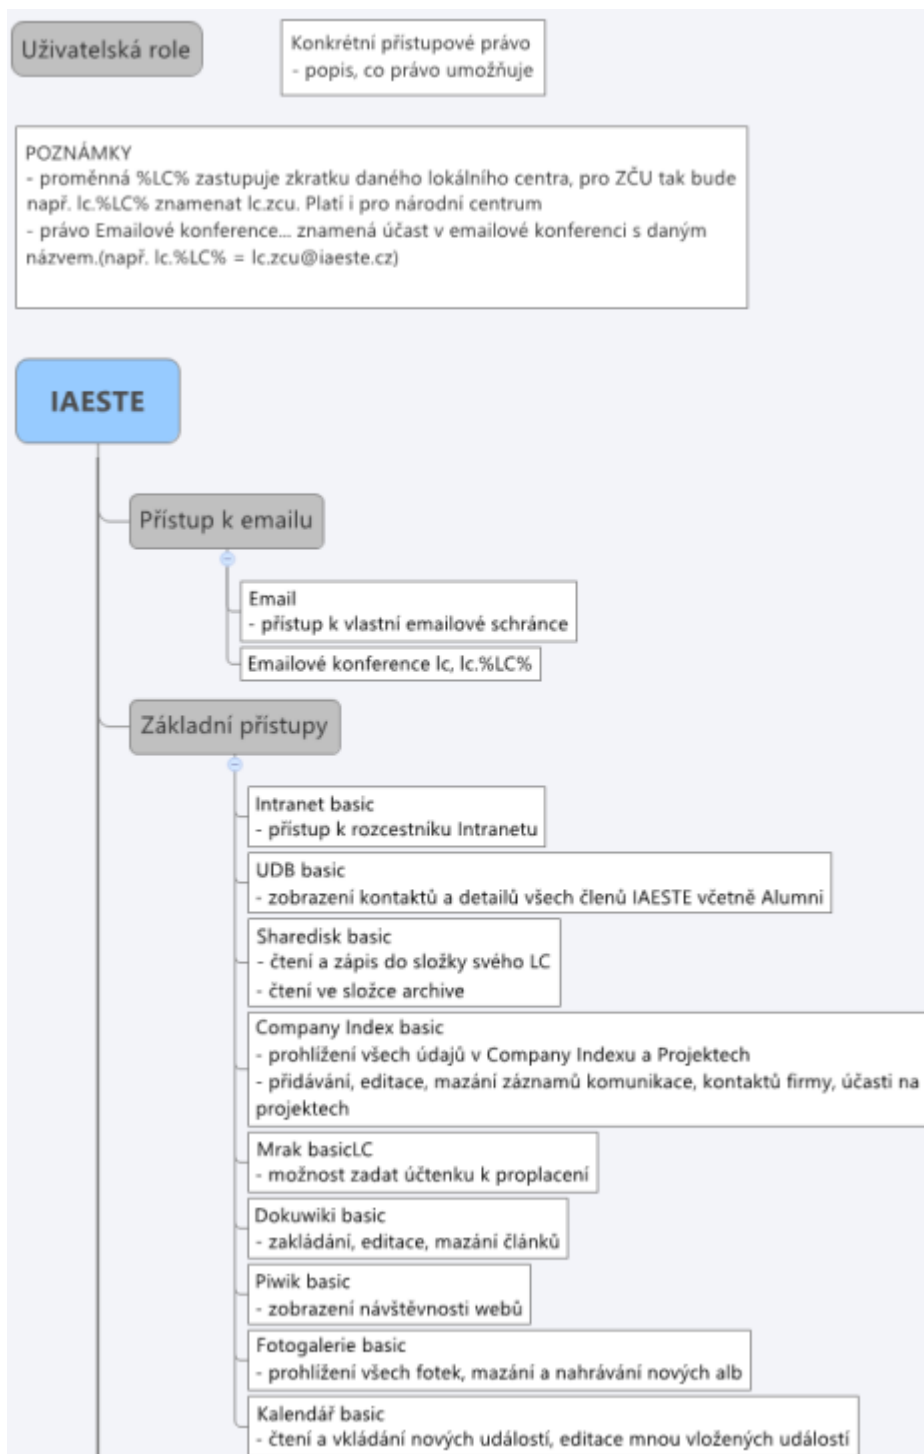 Uživatelská role
Konkrétní přístupové právo
- popis, co právo umožňuje
POZNÁMKY
- proměnná %LC% zastupuje zkratku daného lokálního centra, pro ZČU tak bude
např. lc.%LC% znamenat lc.zcu. Platí i pro národní centrum
- právo Emailové konference... znamená účast v emailové konferenci s daným
názvem.(např. lc.%LC% = lc.zcu@iaeste.cz)
IAESTE
Přístup k emailu
Email
- přístup k vlastní emailové schránce
Emailové konference lc, lc.%LC%
Základní přístupy
Intranet basic
- přístup k rozcestníku Intranetu
UDB basic
- zobrazení kontaktů a detailů všech členů IAESTE včetně Alumni
Sharedisk basic
- čtení a zápis do složky svého LC
- čtení ve složce archive
Company Index basic
- prohlížení všech údajů v Company Indexu a Projektech
- přidávání, editace, mazání záznamů komunikace, kontaktů firmy, účasti na
projektech
Mrak basicLC
- možnost zadat účtenku k proplacení
Dokuwiki basic
- zakládání, editace, mazání článků
Piwik basic
- zobrazení návštěvnosti webů
Fotogalerie basic
- prohlížení všech fotek, mazání a nahrávání nových alb
Kalendář basic
- čtení a vkládání nových událostí, editace mnou vložených událostí